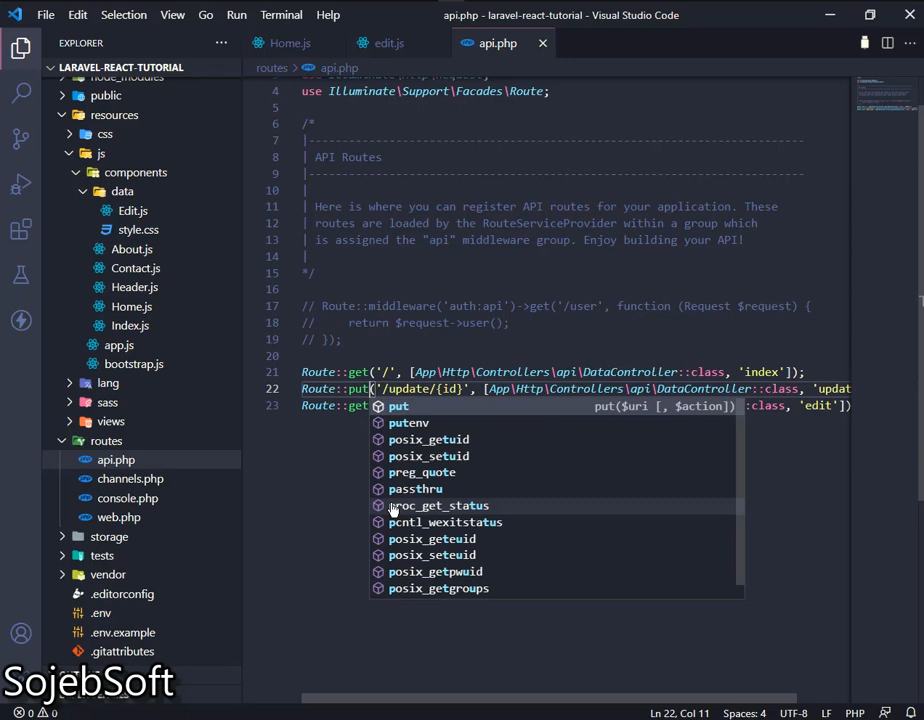 File Edit Selection View Go Run Terminal Help
api.php - laravel-react-tutorial - Visual Studio Code
EXPLORER
Home.js
edit.js
api.php
LARAVEL-REACT-TUTORIAL
node_modules
public
resources
css
js
components
data
Edit.js
style.css
About.js
Contact.js
Header.js
Home.js
Index.js
app.js
bootstrap.js
lang
sass
views
routes
api.php
channels.php
console.php
web.php
storage
tests
vendor
.editorconfig
.env
.env.example
.gitattributes
routes > api.php
4 use Illuminate\Support\Facades\Route;
5
6 /*
7 |--------------------------------------------------------------------------
8 | API Routes
9 |--------------------------------------------------------------------------
10 |
11 | Here is where you can register API routes for your application. These
12 | routes are loaded by the RouteServiceProvider within a group which
13 | is assigned the "api" middleware group. Enjoy building your API!
14 |
15 */
16
17 // Route::middleware('auth:api')->get('/user', function (Request $request) {
18 //     return $request->user();
19 // });
20
21 Route::get('/', [App\Http\Controllers\api\DataController::class, 'index']);
22 Route::put('/update/{id}', [App\Http\Controllers\api\DataController::class, 'updat
23 Route::get :class, 'edit'])
put put($uri [, $action])
putenv
posix_getuid
posix_setuid
preg_quote
passthru
proc_get_status
pcntl_wexitstatus
posix_geteuid
posix_seteuid
posix_getpwuid
posix_getgroups
SojebSoft
0 0
Ln 22, Col 11 Spaces: 4 UTF-8 LF PHP